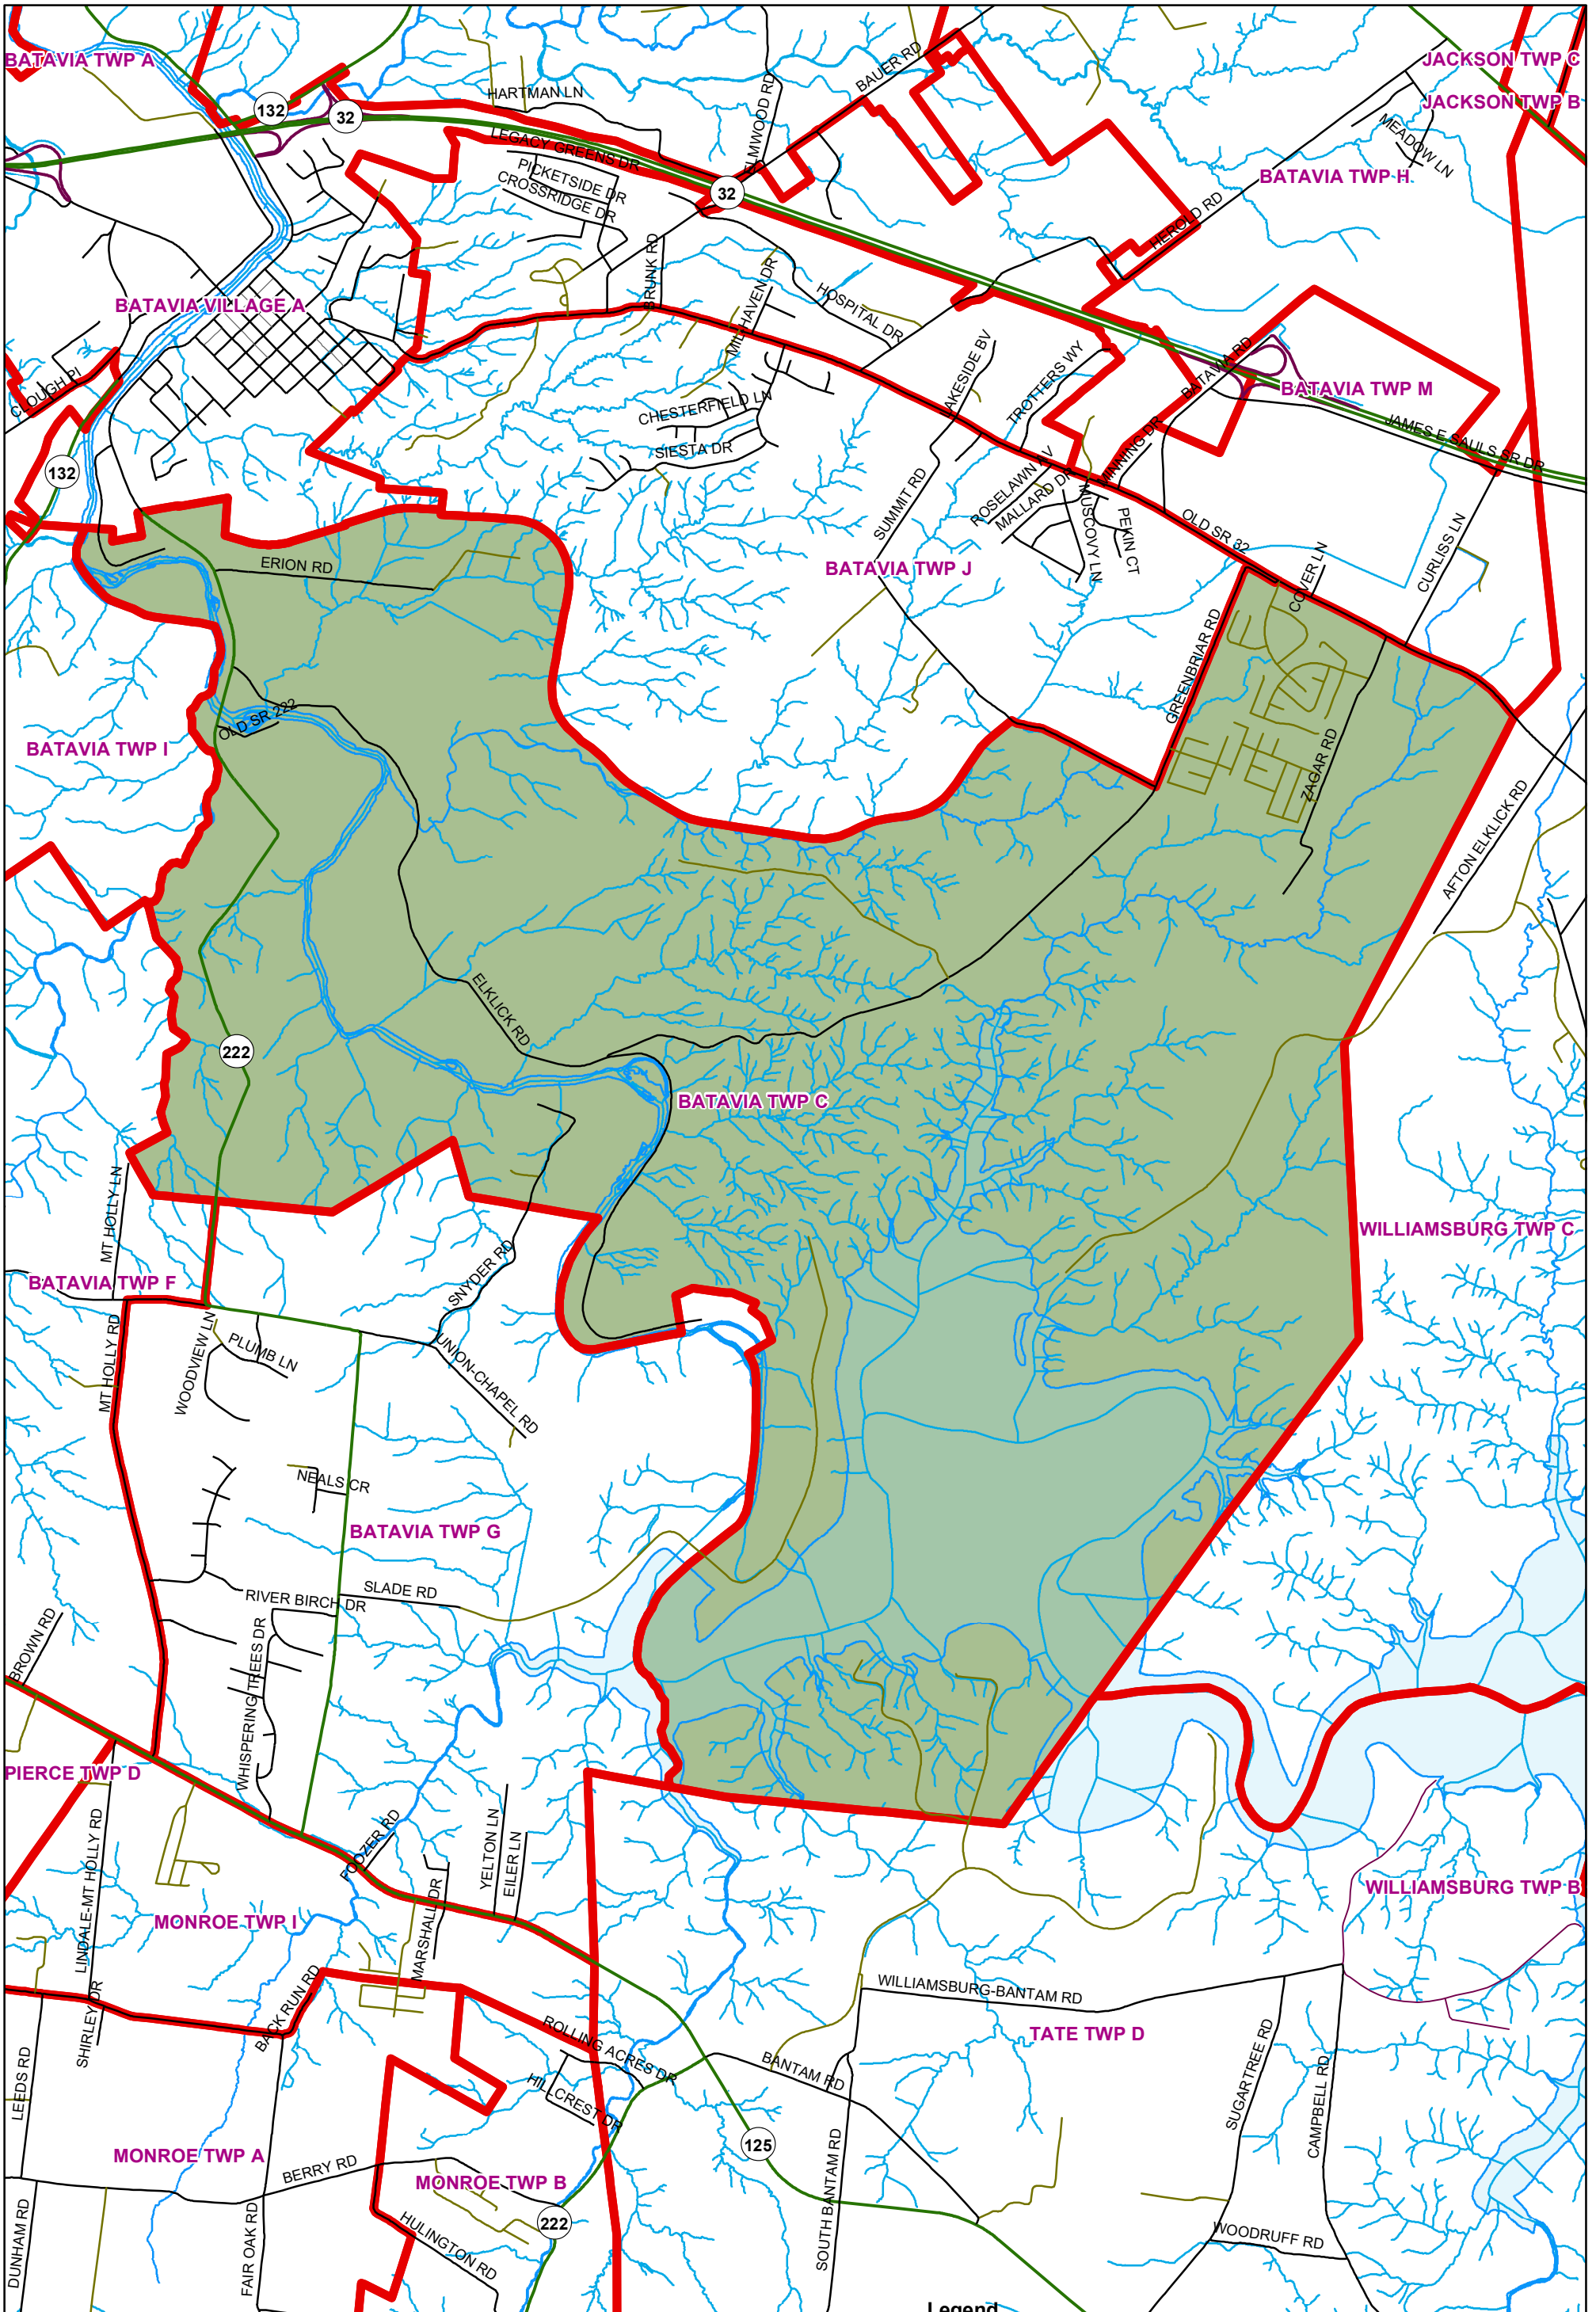 BATAVIA TWP A
JACKSON TWP C
JACKSON TWP B
132
32
HARTMAN LN
ELMWOOD RD
BAUER RD
MEADOW LN
LEGACY GREENS DR
PICKETSIDE DR
CROSSRIDGE DR
32
BATAVIA TWP H
HEROLD RD
BRUNK RD
MILHAVEN DR
HOSPITAL DR
BATAVIA VILLAGE A
CLOUGH PI
LAKESIDE BV
TROTTERS WY
BATAVIA RD
BATAVIA TWP M
JAMES E SAULS SR DR
CHESTERFIELD LN
SIESTA DR
132
SUMMIT RD
ROSELAWN AV
MALLARD DR
MINNING DR
MUSCOVY LN
PEKIN CT
OLD SR 32
COVER LN
CURLISS LN
ERION RD
BATAVIA TWP J
GREENBRIAR RD
OLD SR 222
BATAVIA TWP I
ZAGAR RD
AFTON ELKLICK RD
ELKLICK RD
222
BATAVIA TWP C
MT HOLLY LN
WILLIAMSBURG TWP C
SNYDER RD
BATAVIA TWP F
MT HOLLY RD
WOODVIEW LN
PLUMB LN
UNION-CHAPEL RD
NEALS CR
BATAVIA TWP G
SLADE RD
RIVER BIRCH DR
BROWN RD
WHISPERING TREES DR
PIERCE TWP D
LINDALE-MT HOLLY RD
FOOZER RD
YELTON LN
EILER LN
MARSHALL DR
WILLIAMSBURG TWP B
MONROE TWP I
SHIRLEY DR
BACK RUN RD
WILLIAMSBURG-BANTAM RD
TATE TWP D
ROLLING ACRES DR
BANTAM RD
LEEDS RD
HILLCREST DR
SUGARTREE RD
CAMPBELL RD
125
MONROE TWP A
BERRY RD
MONROE TWP B
SOUTH BANTAM RD
DUNHAM RD
FAIR OAK RD
HULINGTON RD
222
WOODRUFF RD
Legend